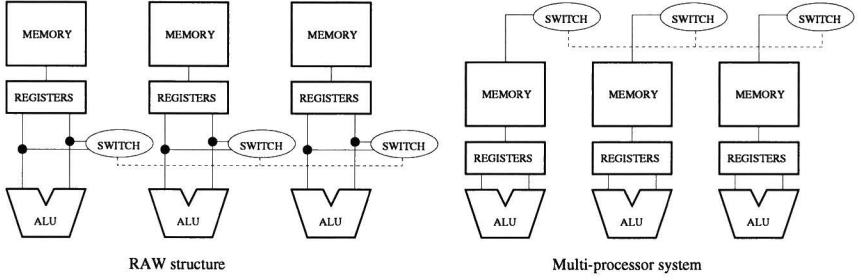 SWITCH SWITCH SWITCH
MEMORY MEMORY MEMORY
REGISTERS REGISTERS REGISTERS
MEMORY MEMORY MEMORY
SWITCH SWITCH SWITCH
REGISTERS REGISTERS REGISTERS
ALU ALU ALU
ALU ALU ALU
RAW structure
Multi-processor system